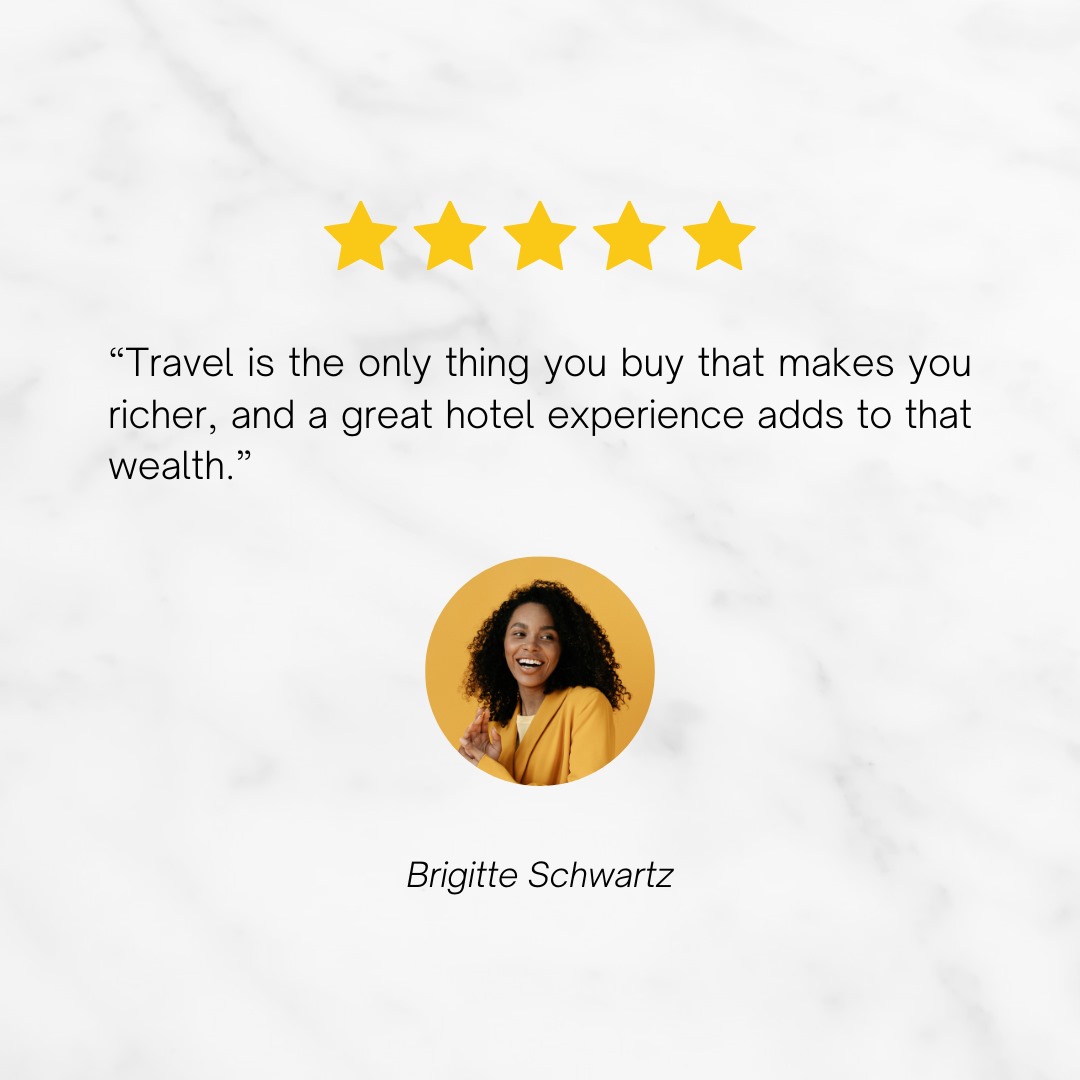 “Travel is the only thing you buy that makes you
richer, and a great hotel experience adds to that
wealth.”
Brigitte Schwartz